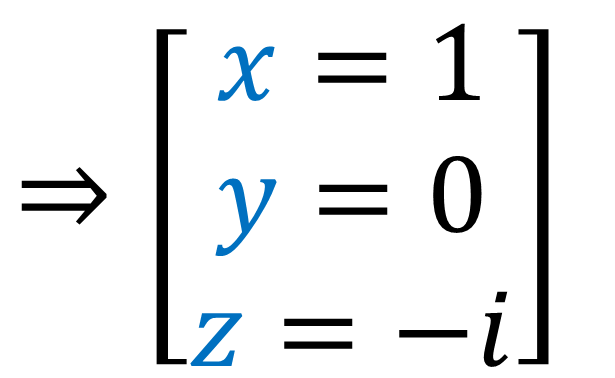 ⇒ [ x = 1
y = 0
z = −i ]